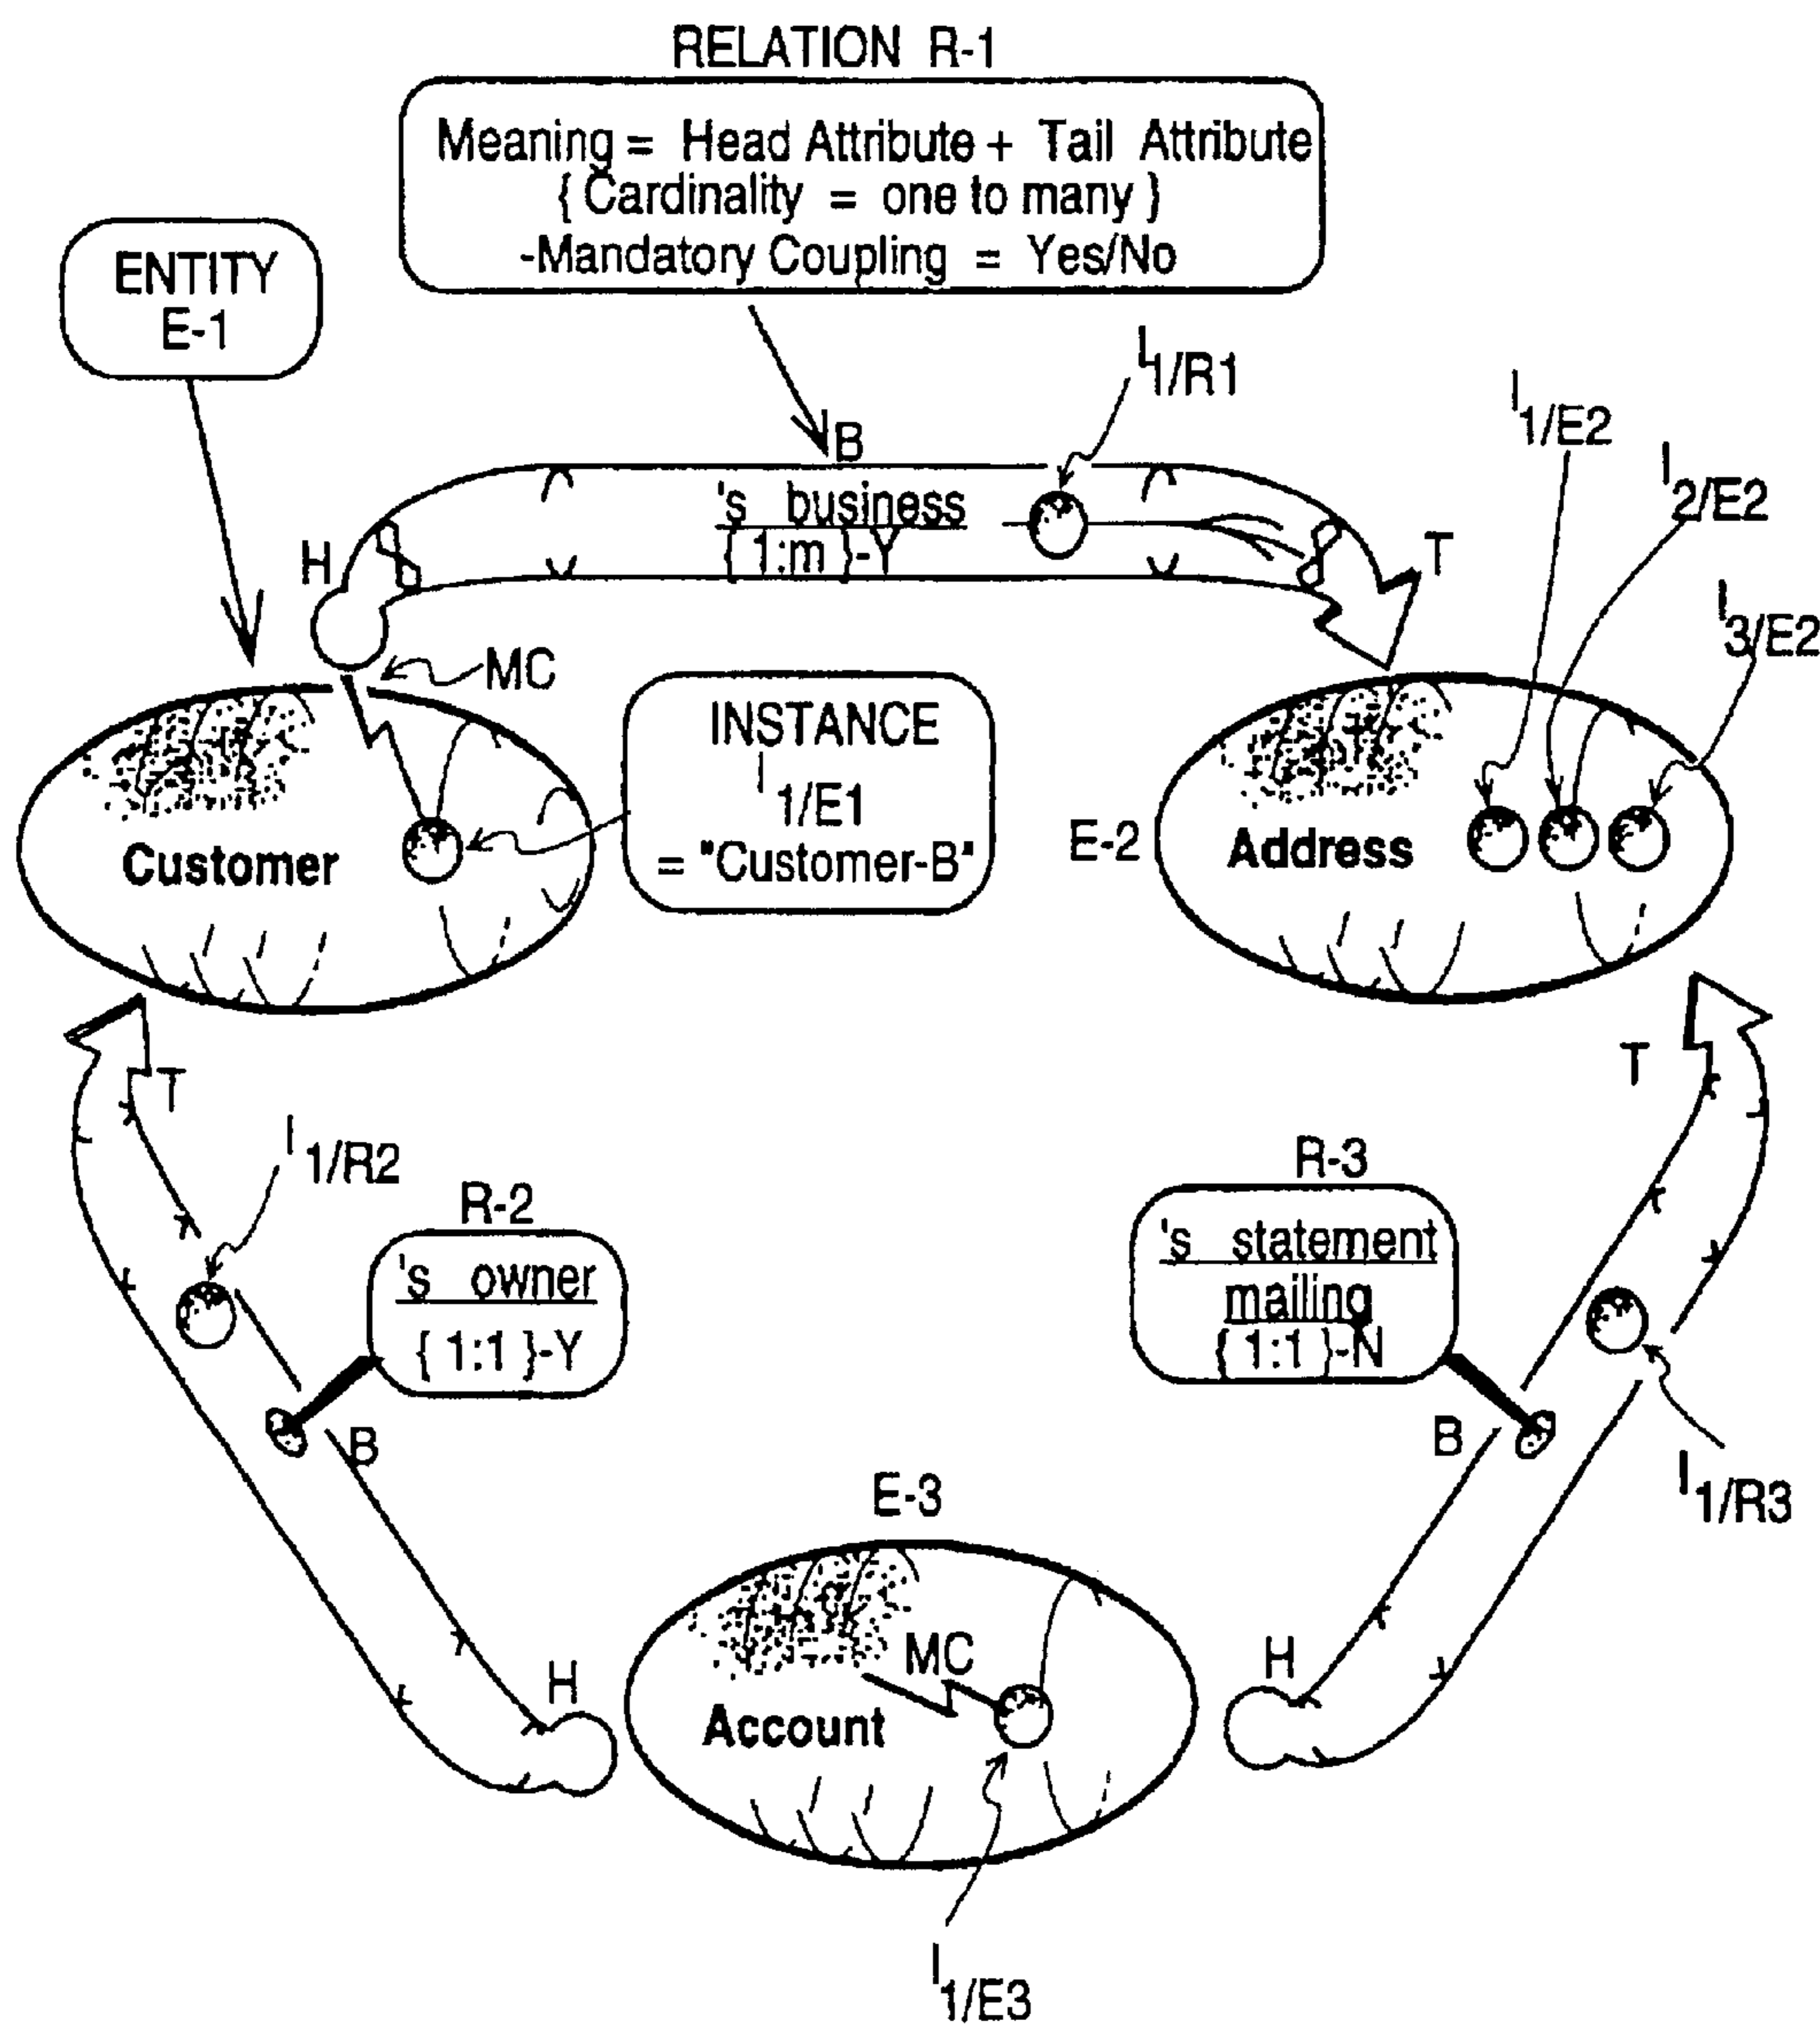 RELATION R-1
Meaning = Head Attribute + Tail Attribute
{ Cardinality = one to many }
-Mandatory Coupling = Yes/No
ENTITY
E-1
I1/R1
I1/E2
I2/E2
I3/E2
B
's business
{ 1:m }-Y
H
T
MC
INSTANCE
I1/E1
= "Customer-B"
Customer
E-2
Address
T
T
I1/R2
R-2
's owner
{ 1:1 }-Y
R-3
's statement
mailing
{ 1:1 }-N
B
B
I1/R3
E-3
H
MC
H
Account
I1/E3